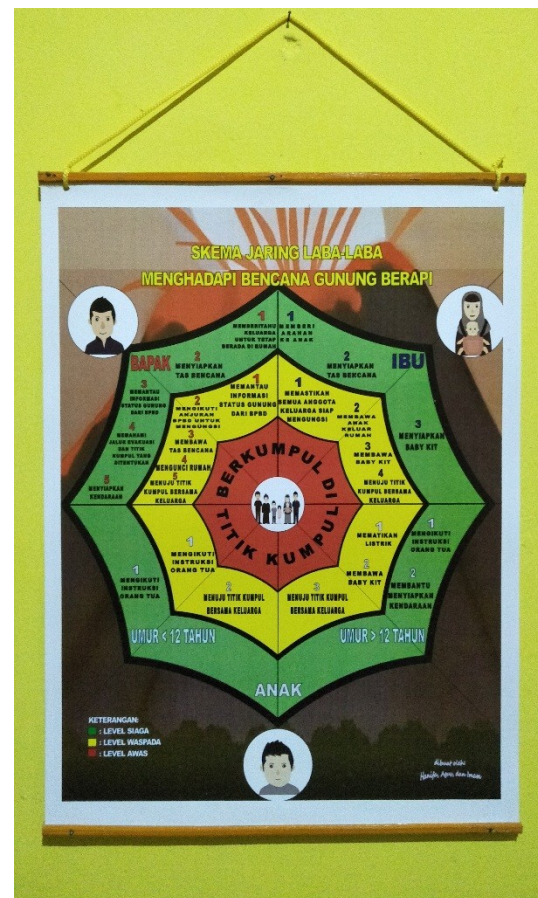 SKEMA JARING LABA-LABA
MENGHADAPI BENCANA GUNUNG BERAPI
BAPAK
1
MEMBERITAHU
KELUARGA
UNTUK TETAP
BERADA DI RUMAH
2
MENYIAPKAN
TAS BENCANA
3
MEMANTAU
INFORMASI
STATUS GUNUNG
DARI BPBD
4
MEMAHAMI
JALUR EVAKUASI
DAN TITIK
KUMPUL YANG
DITENTUKAN
5
MENYIAPKAN
KENDARAAN
1
MEMANTAU
INFORMASI
STATUS GUNUNG
DARI BPBD
2
MENGIKUTI
ANJURAN
BPBD UNTUK
MENGUNGSI
3
MEMBAWA
TAS BENCANA
4
MENGUNCI RUMAH
5
MENUJU TITIK
KUMPUL BERSAMA
KELUARGA
IBU
1
MEMBERI
ARAHAN
KE ANAK
2
MENYIAPKAN
TAS BENCANA
3
MENYIAPKAN
BABY KIT
1
MEMASTIKAN
SEMUA ANGGOTA
KELUARGA SIAP
MENGUNGSI
2
MEMBAWA
ANAK
KELUAR
RUMAH
3
MEMBAWA
BABY KIT
4
MENUJU TITIK
KUMPUL BERSAMA
KELUARGA
BERKUMPUL DI
TITIK KUMPUL
1
MENGIKUTI
INSTRUKSI
ORANG TUA
1
MENGIKUTI
INSTRUKSI
ORANG TUA
2
MENUJU TITIK KUMPUL
BERSAMA KELUARGA
UMUR < 12 TAHUN
1
MEMATIKAN
LISTRIK
2
MEMBAWA
BABY KIT
3
MENUJU TITIK KUMPUL
BERSAMA KELUARGA
1
MENGIKUTI
INSTRUKSI
ORANG TUA
2
MEMBANTU
MENYIAPKAN
KENDARAAN
UMUR > 12 TAHUN
ANAK
KETERANGAN:
: LEVEL SIAGA
: LEVEL WASPADA
: LEVEL AWAS
dibuat oleh:
Hanifa, dan Imam